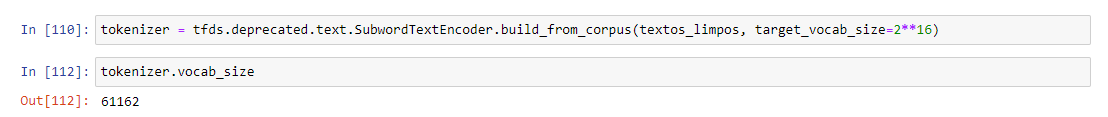 In [110]: tokenizer = tfds.deprecated.text.SubwordTextEncoder.build_from_corpus(textos_limpos, target_vocab_size=2**16)
In [112]: tokenizer.vocab_size
Out[112]: 61162